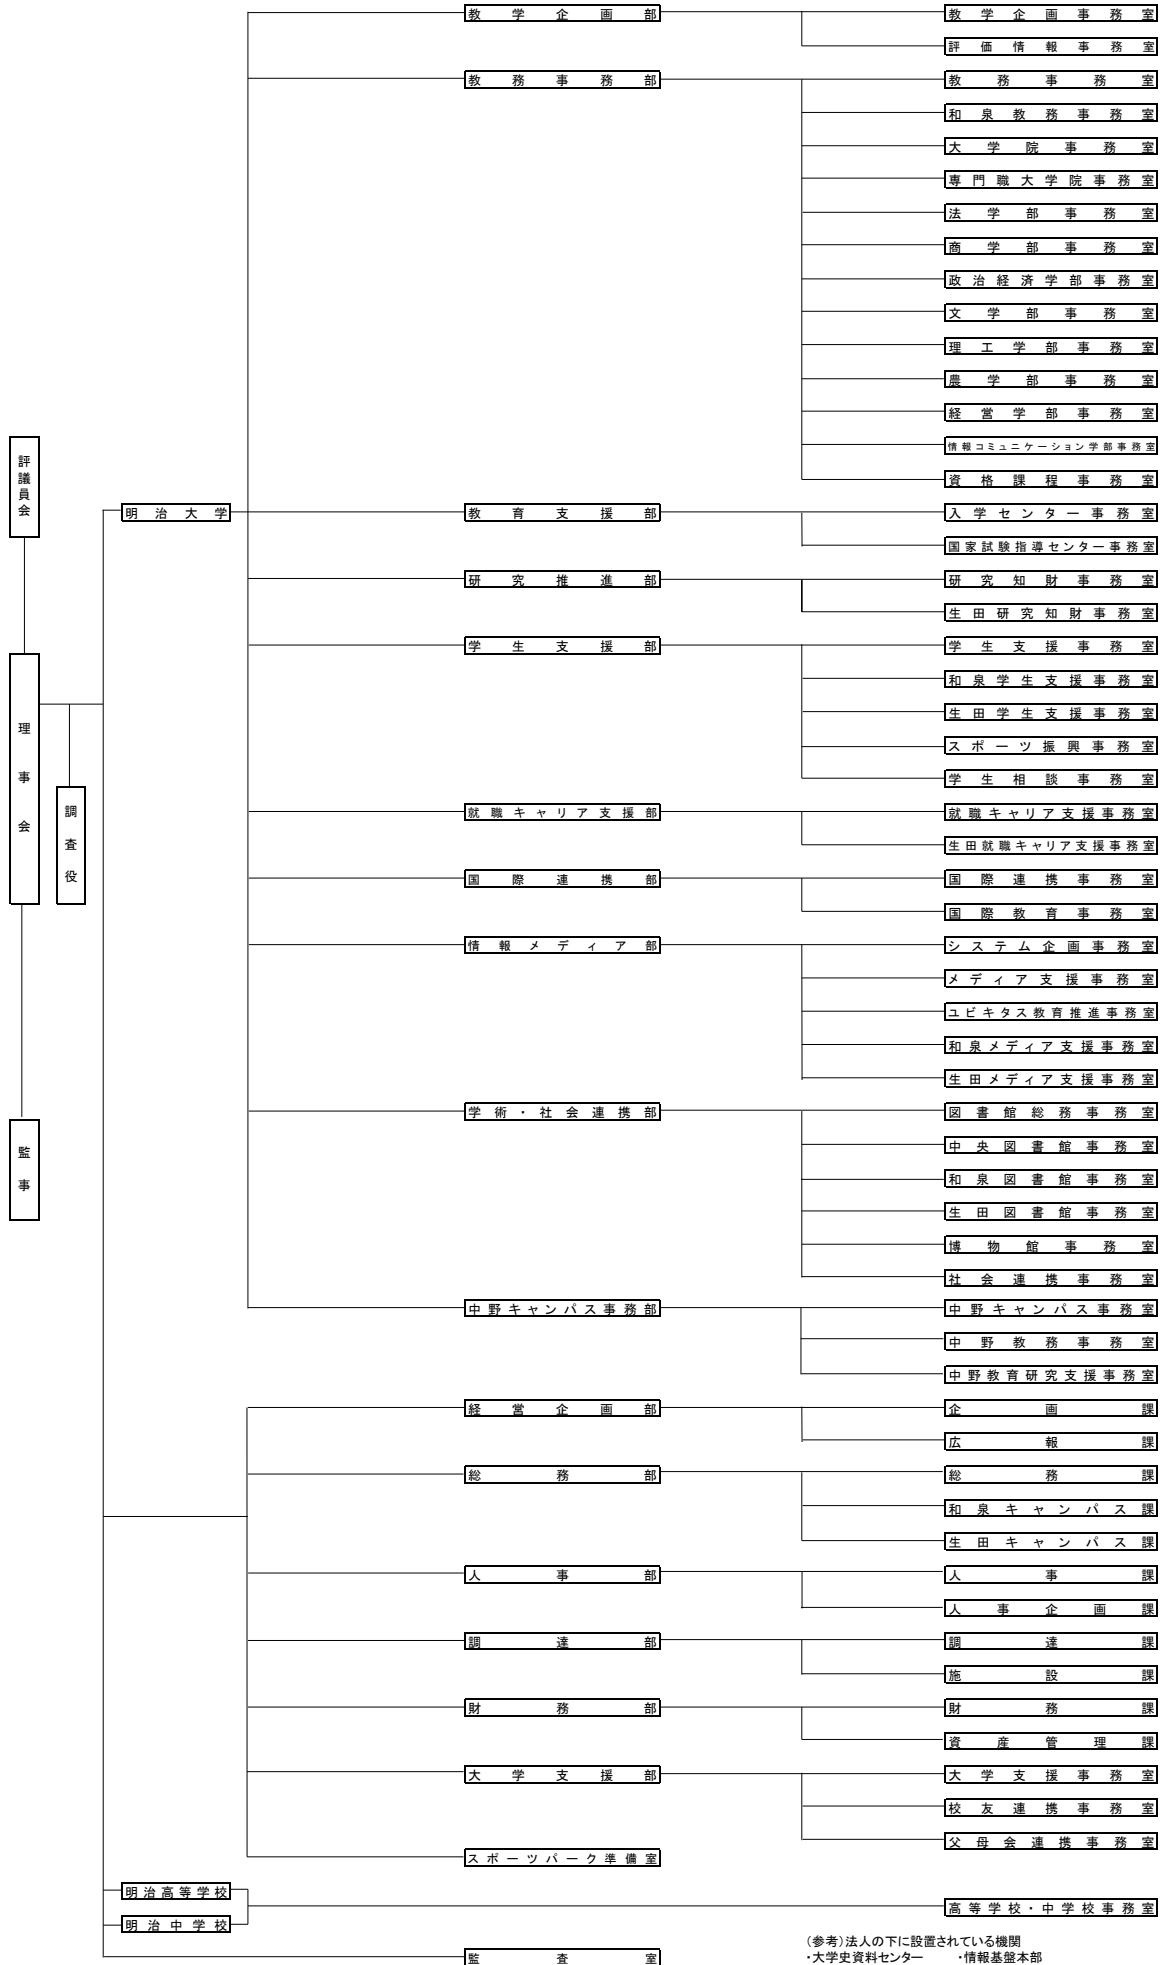 教学企画部
教学企画事務室
評価情報事務室
教務事務部
教務事務室
和泉教務事務室
大学院事務室
専門職大学院事務室
法学部事務室
商学部事務室
政治経済学部事務室
文学部事務室
理工学部事務室
農学部事務室
経営学部事務室
情報コミュニケーション学部事務室
資格課程事務室
評議員会
明治大学
教育支援部
入学センター事務室
国家試験指導センター事務室
研究推進部
研究知財事務室
生田研究知財事務室
学生支援部
学生支援事務室
和泉学生支援事務室
生田学生支援事務室
スポーツ振興事務室
学生相談事務室
理事会
調査役
就職キャリア支援部
就職キャリア支援事務室
生田就職キャリア支援事務室
国際連携部
国際連携事務室
国際教育事務室
情報メディア部
システム企画事務室
メディア支援事務室
ユビキタス教育推進事務室
和泉メディア支援事務室
生田メディア支援事務室
学術・社会連携部
図書館総務事務室
中央図書館事務室
和泉図書館事務室
生田図書館事務室
博物館事務室
社会連携事務室
監事
中野キャンパス事務部
中野キャンパス事務室
中野教務事務室
中野教育研究支援事務室
経営企画部
企画課
広報課
総務部
総務課
和泉キャンパス課
生田キャンパス課
人事部
人事課
人事企画課
調達部
調達課
施設課
財務部
財務課
資産管理課
大学支援部
大学支援事務室
校友連携事務室
父母会連携事務室
スポーツパーク準備室
明治高等学校
明治中学校
高等学校・中学校事務室
監査室
(参考)法人の下に設置されている機関
・大学史資料センター ・情報基盤本部